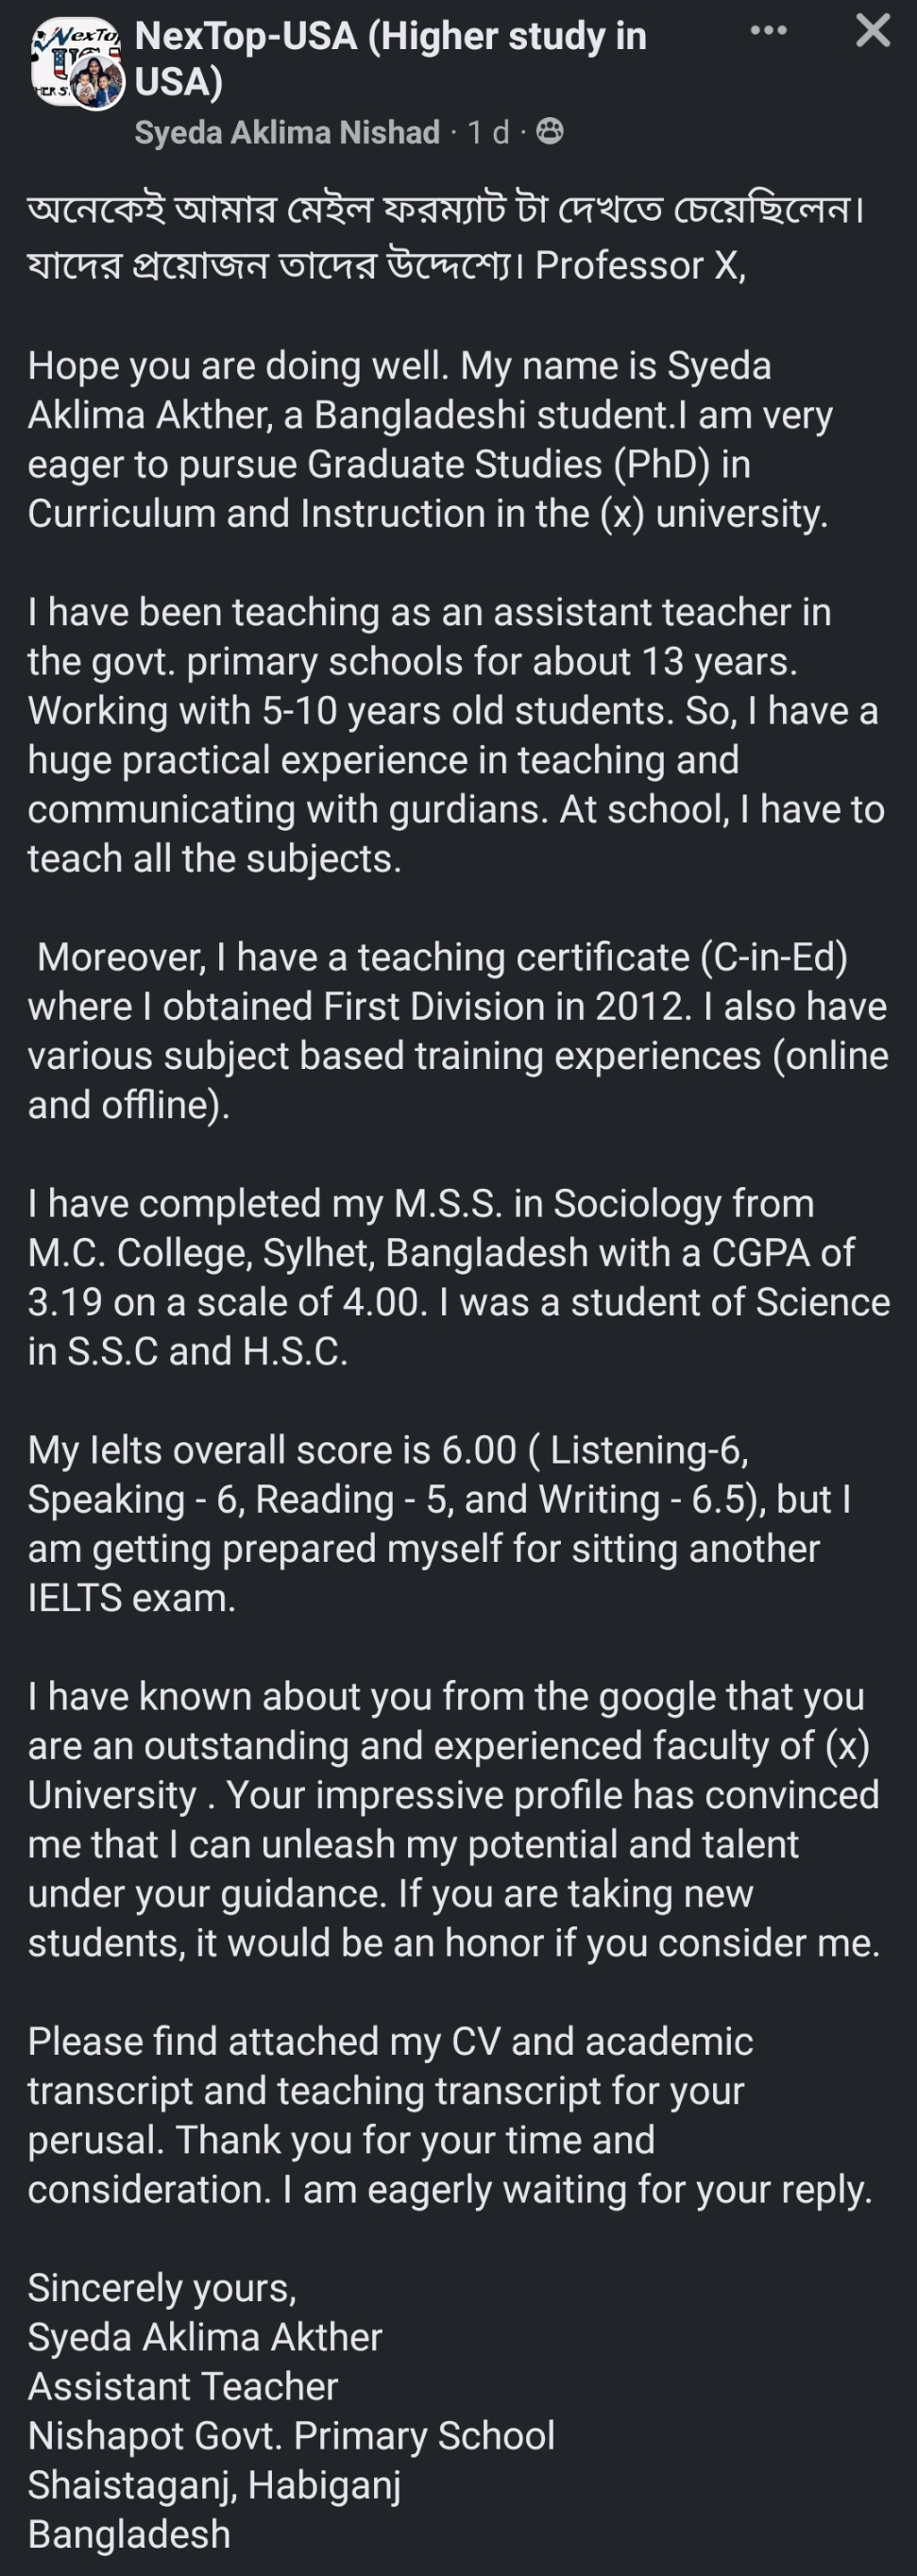 NexTop-USA (Higher study in
USA)
Syeda Aklima Nishad · 1 d ·
অনেকেই আমার মেইল ফরম্যাট টা দেখতে চেয়েছিলেন।
যাদের প্রয়োজন তাদের উদ্দেশ্যে। Professor X,
Hope you are doing well. My name is Syeda
Aklima Akther, a Bangladeshi student.I am very
eager to pursue Graduate Studies (PhD) in
Curriculum and Instruction in the (x) university.
I have been teaching as an assistant teacher in
the govt. primary schools for about 13 years.
Working with 5-10 years old students. So, I have a
huge practical experience in teaching and
communicating with gurdians. At school, I have to
teach all the subjects.
Moreover, I have a teaching certificate (C-in-Ed)
where I obtained First Division in 2012. I also have
various subject based training experiences (online
and offline).
I have completed my M.S.S. in Sociology from
M.C. College, Sylhet, Bangladesh with a CGPA of
3.19 on a scale of 4.00. I was a student of Science
in S.S.C and H.S.C.
My Ielts overall score is 6.00 ( Listening-6,
Speaking - 6, Reading - 5, and Writing - 6.5), but I
am getting prepared myself for sitting another
IELTS exam.
I have known about you from the google that you
are an outstanding and experienced faculty of (x)
University . Your impressive profile has convinced
me that I can unleash my potential and talent
under your guidance. If you are taking new
students, it would be an honor if you consider me.
Please find attached my CV and academic
transcript and teaching transcript for your
perusal. Thank you for your time and
consideration. I am eagerly waiting for your reply.
Sincerely yours,
Syeda Aklima Akther
Assistant Teacher
Nishapot Govt. Primary School
Shaistaganj, Habiganj
Bangladesh